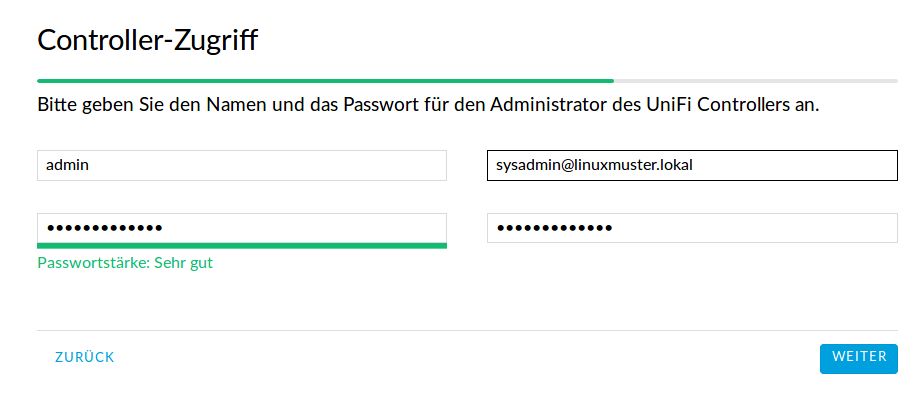 Controller-Zugriff
Bitte geben Sie den Namen und das Passwort für den Administrator des UniFi Controllers an.
admin
sysadmin@linuxmuster.lokal
•••••••••••••
•••••••••••••
Passwortstärke: Sehr gut
ZURÜCK
WEITER